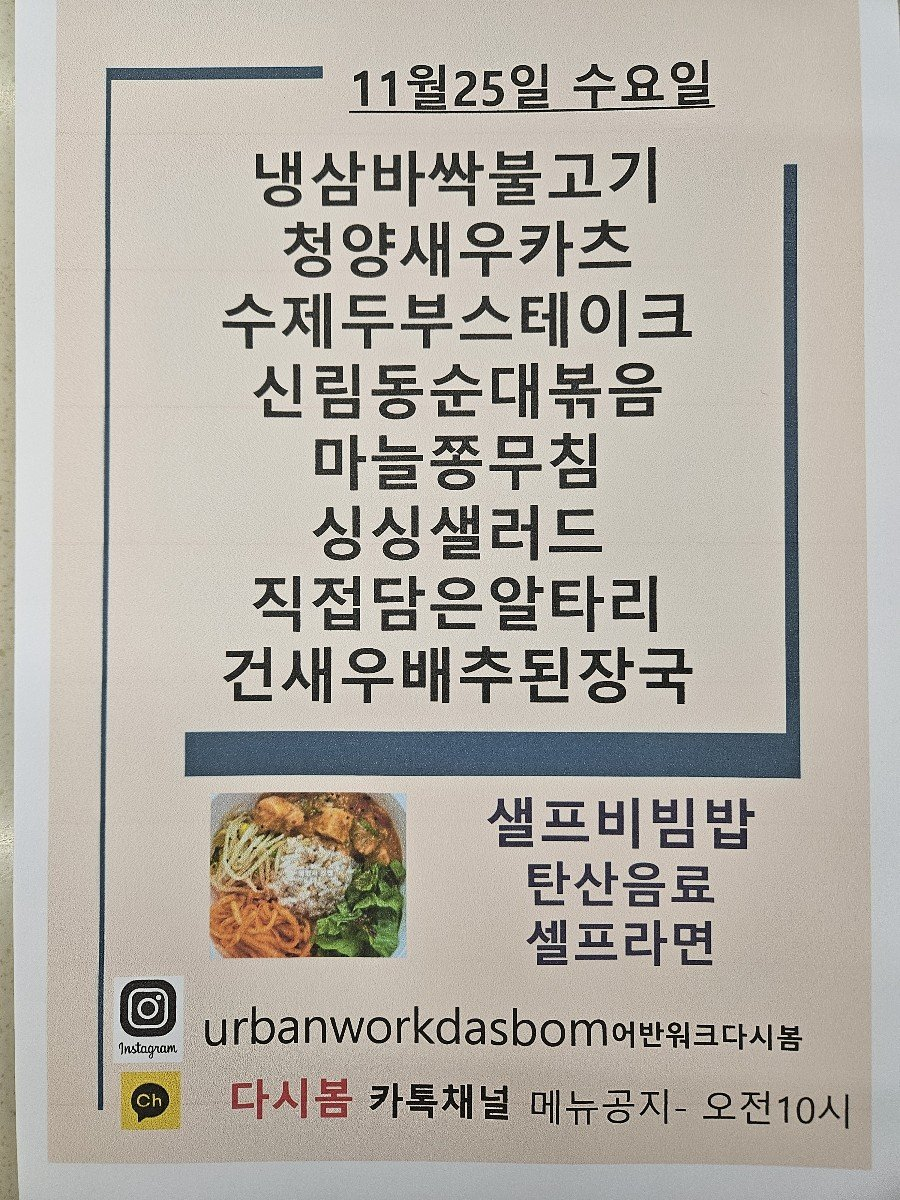 11월25일 수요일
냉삼바싹불고기
청양새우카츠
수제두부스테이크
신림동순대볶음
마늘쫑무침
싱싱샐러드
직접담은알타리
건새우배추된장국
샐프비빔밥
탄산음료
셀프라면
Instagram
urbanworkdasbom어반워크다시봄
Ch
다시봄 카톡채널 메뉴공지- 오전10시